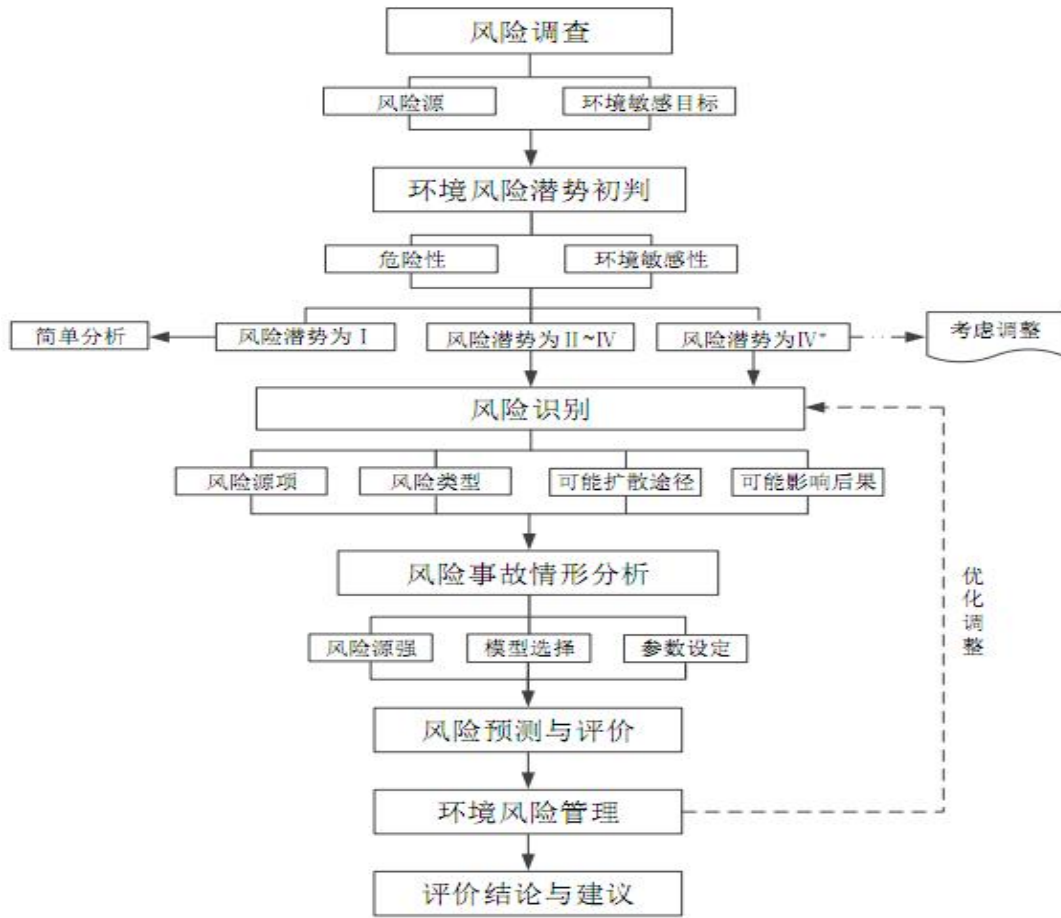 风险调查
风险源
环境敏感目标
环境风险潜势初判
危险性
环境敏感性
简单分析
风险潜势为Ⅰ
风险潜势为Ⅱ~Ⅳ
风险潜势为Ⅳ+
考虑调整
风险识别
风险源项
风险类型
可能扩散途径
可能影响后果
风险事故情形分析
优化调整
风险源强
模型选择
参数设定
风险预测与评价
环境风险管理
评价结论与建议